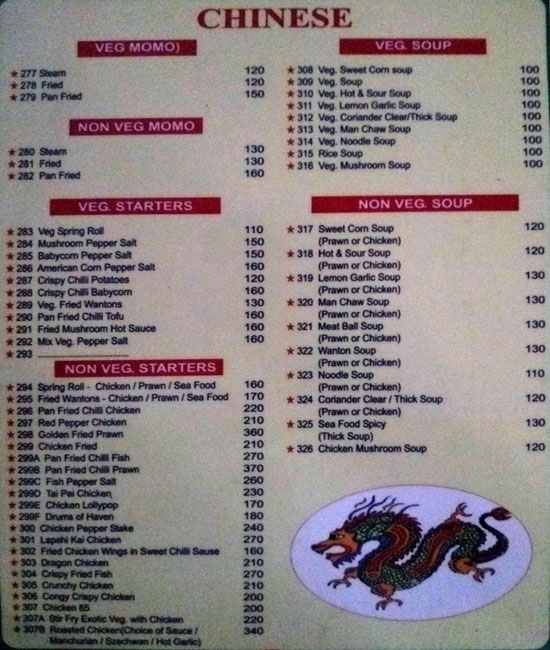 CHINESE
VEG MOMO)
★ 277 Steam 120
★ 278 Fried 120
★ 279 Pan Fried 150
NON VEG MOMO
★ 280 Steam 130
★ 281 Fried 130
★ 282 Pan Fried 160
VEG. STARTERS
★ 283 Veg Spring Roll 110
★ 284 Mushroom Pepper Salt 150
★ 285 Babycorn Pepper Salt 150
★ 286 American Corn Pepper Salt 160
★ 287 Crispy Chilli Potatoes 120
★ 288 Crispy Chilli Babycorn 160
★ 289 Veg. Fried Wantons 130
★ 290 Pan Fried Chilli Tofu 160
★ 291 Fried Mushroom Hot Sauce 160
★ 292 Mix Veg. Pepper Salt 160
★ 293 ..............................
NON VEG. STARTERS
★ 294 Spring Roll - Chicken / Prawn / Sea Food 160
★ 295 Fried Wantons - Chicken / Prawn / Sea Food 170
★ 296 Pan Fried Chilli Chicken 220
★ 297 Red Pepper Chicken 210
★ 298 Golden Fried Prawn 360
★ 299 Chicken Fried 210
★ 299A Pan Fried Chilli Fish 270
★ 299B Pan Fried Chilli Prawn 370
★ 299C Fish Pepper Salt 260
★ 299D Tai Pei Chicken 230
★ 299E Chicken Lollypop 170
★ 299F Drums of Haven 180
★ 300 Chicken Pepper Stake 240
★ 301 Lapshi Kai Chicken 270
★ 302 Fried Chicken Wings in Sweet Chilli Sause 160
★ 303 Dragon Chicken 210
★ 304 Crispy Fried Fish 270
★ 305 Crunchy Chicken 210
★ 306 Congy Crispy Chicken 200
★ 307 Chicken 65 200
★ 307A Stir Fry Exotic Veg. with Chicken 220
★ 307B Roasted Chicken(Choice of Sauce / 340
Manchurian / Szechwan / Hot Garlic)
VEG. SOUP
★ 308 Veg. Sweet Corn soup 100
★ 309 Veg. Soup 100
★ 310 Veg. Hot & Sour Soup 100
★ 311 Veg. Lemon Garlic Soup 100
★ 312 Veg. Coriander Clear/Thick Soup 100
★ 313 Veg. Man Chaw Soup 100
★ 314 Veg. Noodle Soup 100
★ 315 Rice Soup 100
★ 316 Veg. Mushroom Soup 100
NON VEG. SOUP
★ 317 Sweet Corn Soup 120
(Prawn or Chicken)
★ 318 Hot & Sour Soup 120
(Prawn or Chicken)
★ 319 Lemon Garlic Soup 130
(Prawn or Chicken)
★ 320 Man Chaw Soup 130
(Prawn or Chicken)
★ 321 Meat Ball Soup 130
(Prawn or Chicken)
★ 322 Wanton Soup 130
(Prawn or Chicken)
★ 323 Noodle Soup 110
(Prawn or Chicken)
★ 324 Coriander Clear / Thick Soup 120
(Prawn or Chicken)
★ 325 Sea Food Spicy 130
(Thick Soup)
★ 326 Chicken Mushroom Soup 120